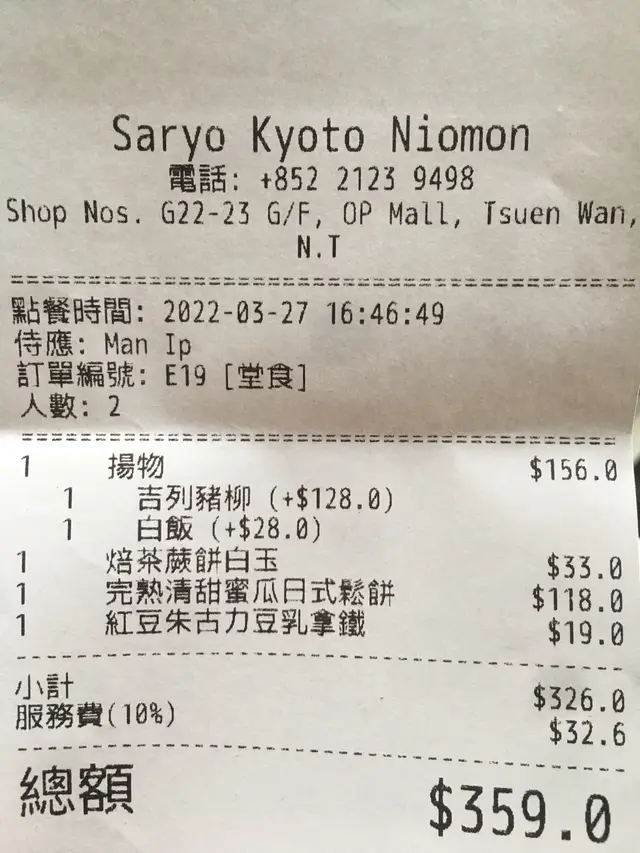 Saryo Kyoto Niomon
電話: +852 2123 9498
Shop Nos. G22-23 G/F, OP Mall, Tsuen Wan,
N.T
點餐時間: 2022-03-27 16:46:49
侍應: Man Ip
訂單編號: E19 [堂食]
人數: 2
1 揚物 $156.0
1 吉列豬柳 (+$128.0)
1 白飯 (+$28.0)
1 焙茶蕨餅白玉 $33.0
1 完熟清甜蜜瓜日式鬆餅 $118.0
1 紅豆朱古力豆乳拿鐵 $19.0
小計 $326.0
服務費(10%) $32.6
總額 $359.0